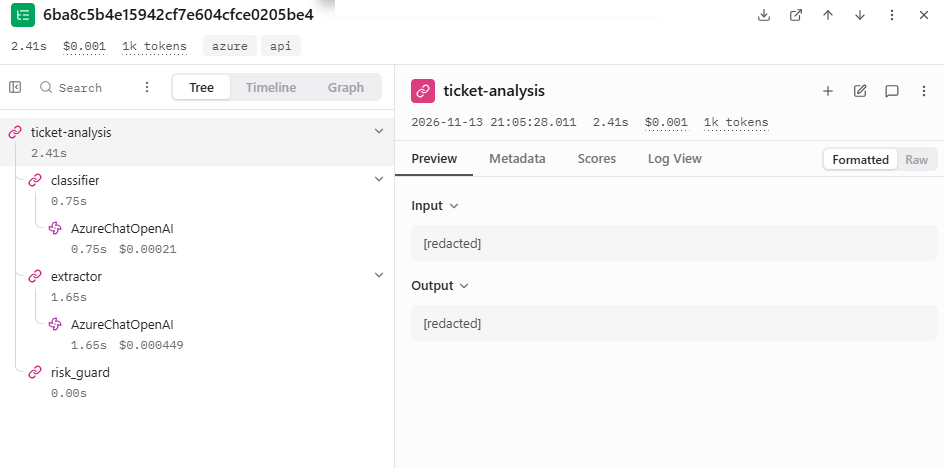 6ba8c5b4e15942cf7e604cfce0205be4
2.41s $0.001 1k tokens azure api
Search Tree Timeline Graph
ticket-analysis
2.41s
classifier
0.75s
AzureChatOpenAI
0.75s $0.00021
extractor
1.65s
AzureChatOpenAI
1.65s $0.000449
risk_guard
0.00s
ticket-analysis
2026-11-13 21:05:28.011 2.41s $0.001 1k tokens
Preview Metadata Scores Log View Formatted Raw
Input
[redacted]
Output
[redacted]